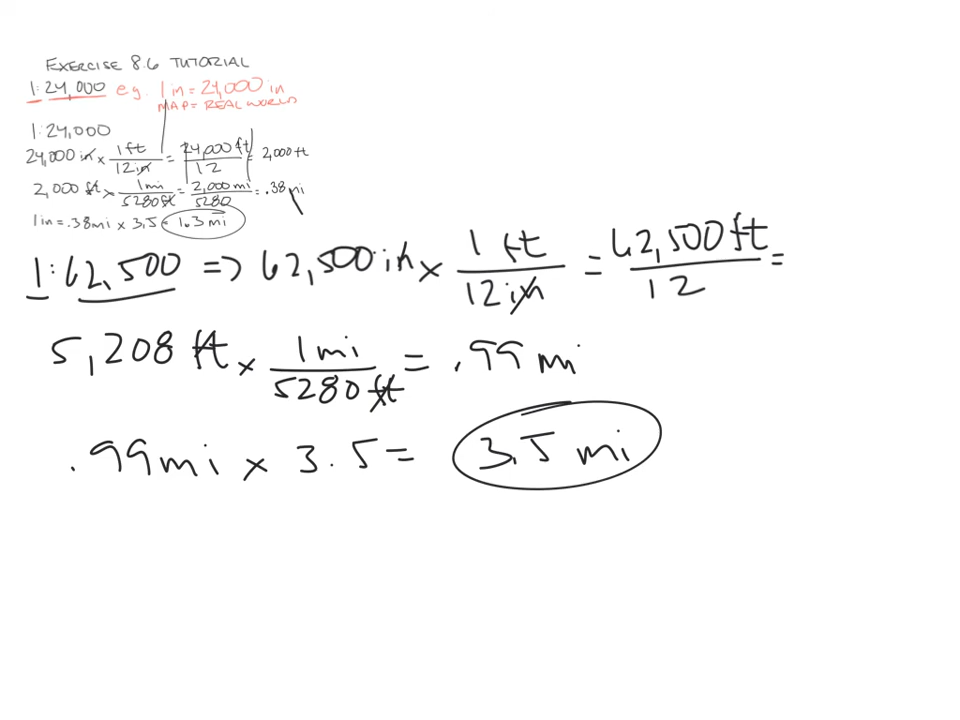 EXERCISE 8.6 TUTORIAL
1:24,000 e.g. 1 in = 24,000 in
MAP = REAL WORLD
1:24,000
24,000 in × 1 ft / 12 in = 24,000 ft / 12 = 2,000 ft
2,000 ft × 1 mi / 5280 ft = 2,000 mi / 5280 = .38 mi
1 in = .38 mi × 3.5 = 1.3 mi
1:62,500 => 62,500 in × 1 ft / 12 in = 62,500 ft / 12 =
5,208 ft × 1 mi / 5280 ft = .99 mi
.99 mi × 3.5 = 3.5 mi